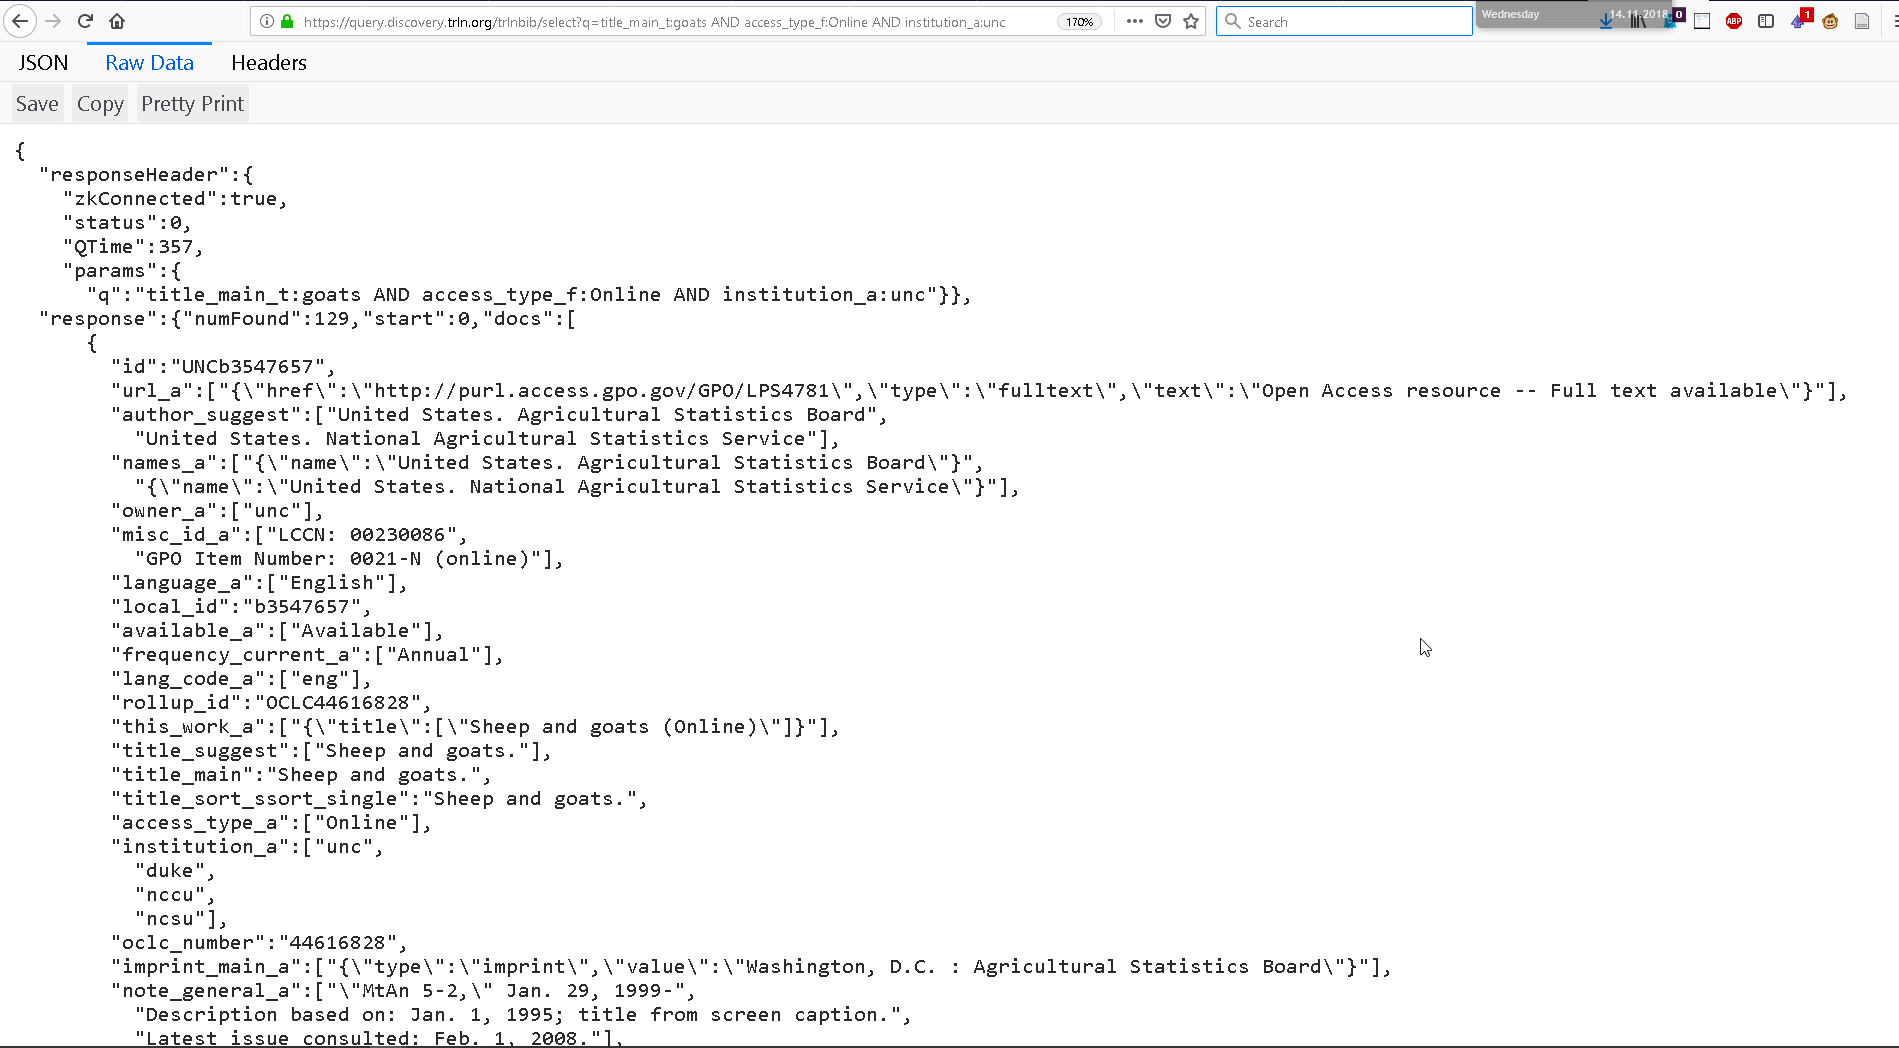 https://query.discovery.trln.org/trlnbib/select?q=title_main_t:goats AND access_type_f:Online AND institution_a:unc
170%
Search
Wednesday
14.11.2018
0
ABP
1
JSON
Raw Data
Headers
Save
Copy
Pretty Print
{
"responseHeader":{
"zkConnected":true,
"status":0,
"QTime":357,
"params":{
"q":"title_main_t:goats AND access_type_f:Online AND institution_a:unc"}},
"response":{"numFound":129,"start":0,"docs":[
{
"id":"UNCb3547657",
"url_a":["{\"href\":\"http://purl.access.gpo.gov/GPO/LPS4781\",\"type\":\"fulltext\",\"text\":\"Open Access resource -- Full text available\"}"],
"author_suggest":["United States. Agricultural Statistics Board",
"United States. National Agricultural Statistics Service"],
"names_a":["{\"name\":\"United States. Agricultural Statistics Board\"}",
"{\"name\":\"United States. National Agricultural Statistics Service\"}"],
"owner_a":["unc"],
"misc_id_a":["LCCN: 00230086",
"GPO Item Number: 0021-N (online)"],
"language_a":["English"],
"local_id":"b3547657",
"available_a":["Available"],
"frequency_current_a":["Annual"],
"lang_code_a":["eng"],
"rollup_id":"OCLC44616828",
"this_work_a":["{\"title\":[\"Sheep and goats (Online)\"]}"],
"title_suggest":["Sheep and goats."],
"title_main":"Sheep and goats.",
"title_sort_ssort_single":"Sheep and goats.",
"access_type_a":["Online"],
"institution_a":["unc",
"duke",
"nccu",
"ncsu"],
"oclc_number":"44616828",
"imprint_main_a":["{\"type\":\"imprint\",\"value\":\"Washington, D.C. : Agricultural Statistics Board\"}"],
"note_general_a":["\"MtAn 5-2,\" Jan. 29, 1999-",
"Description based on: Jan. 1, 1995; title from screen caption.",
"Latest issue consulted: Feb. 1, 2008."],